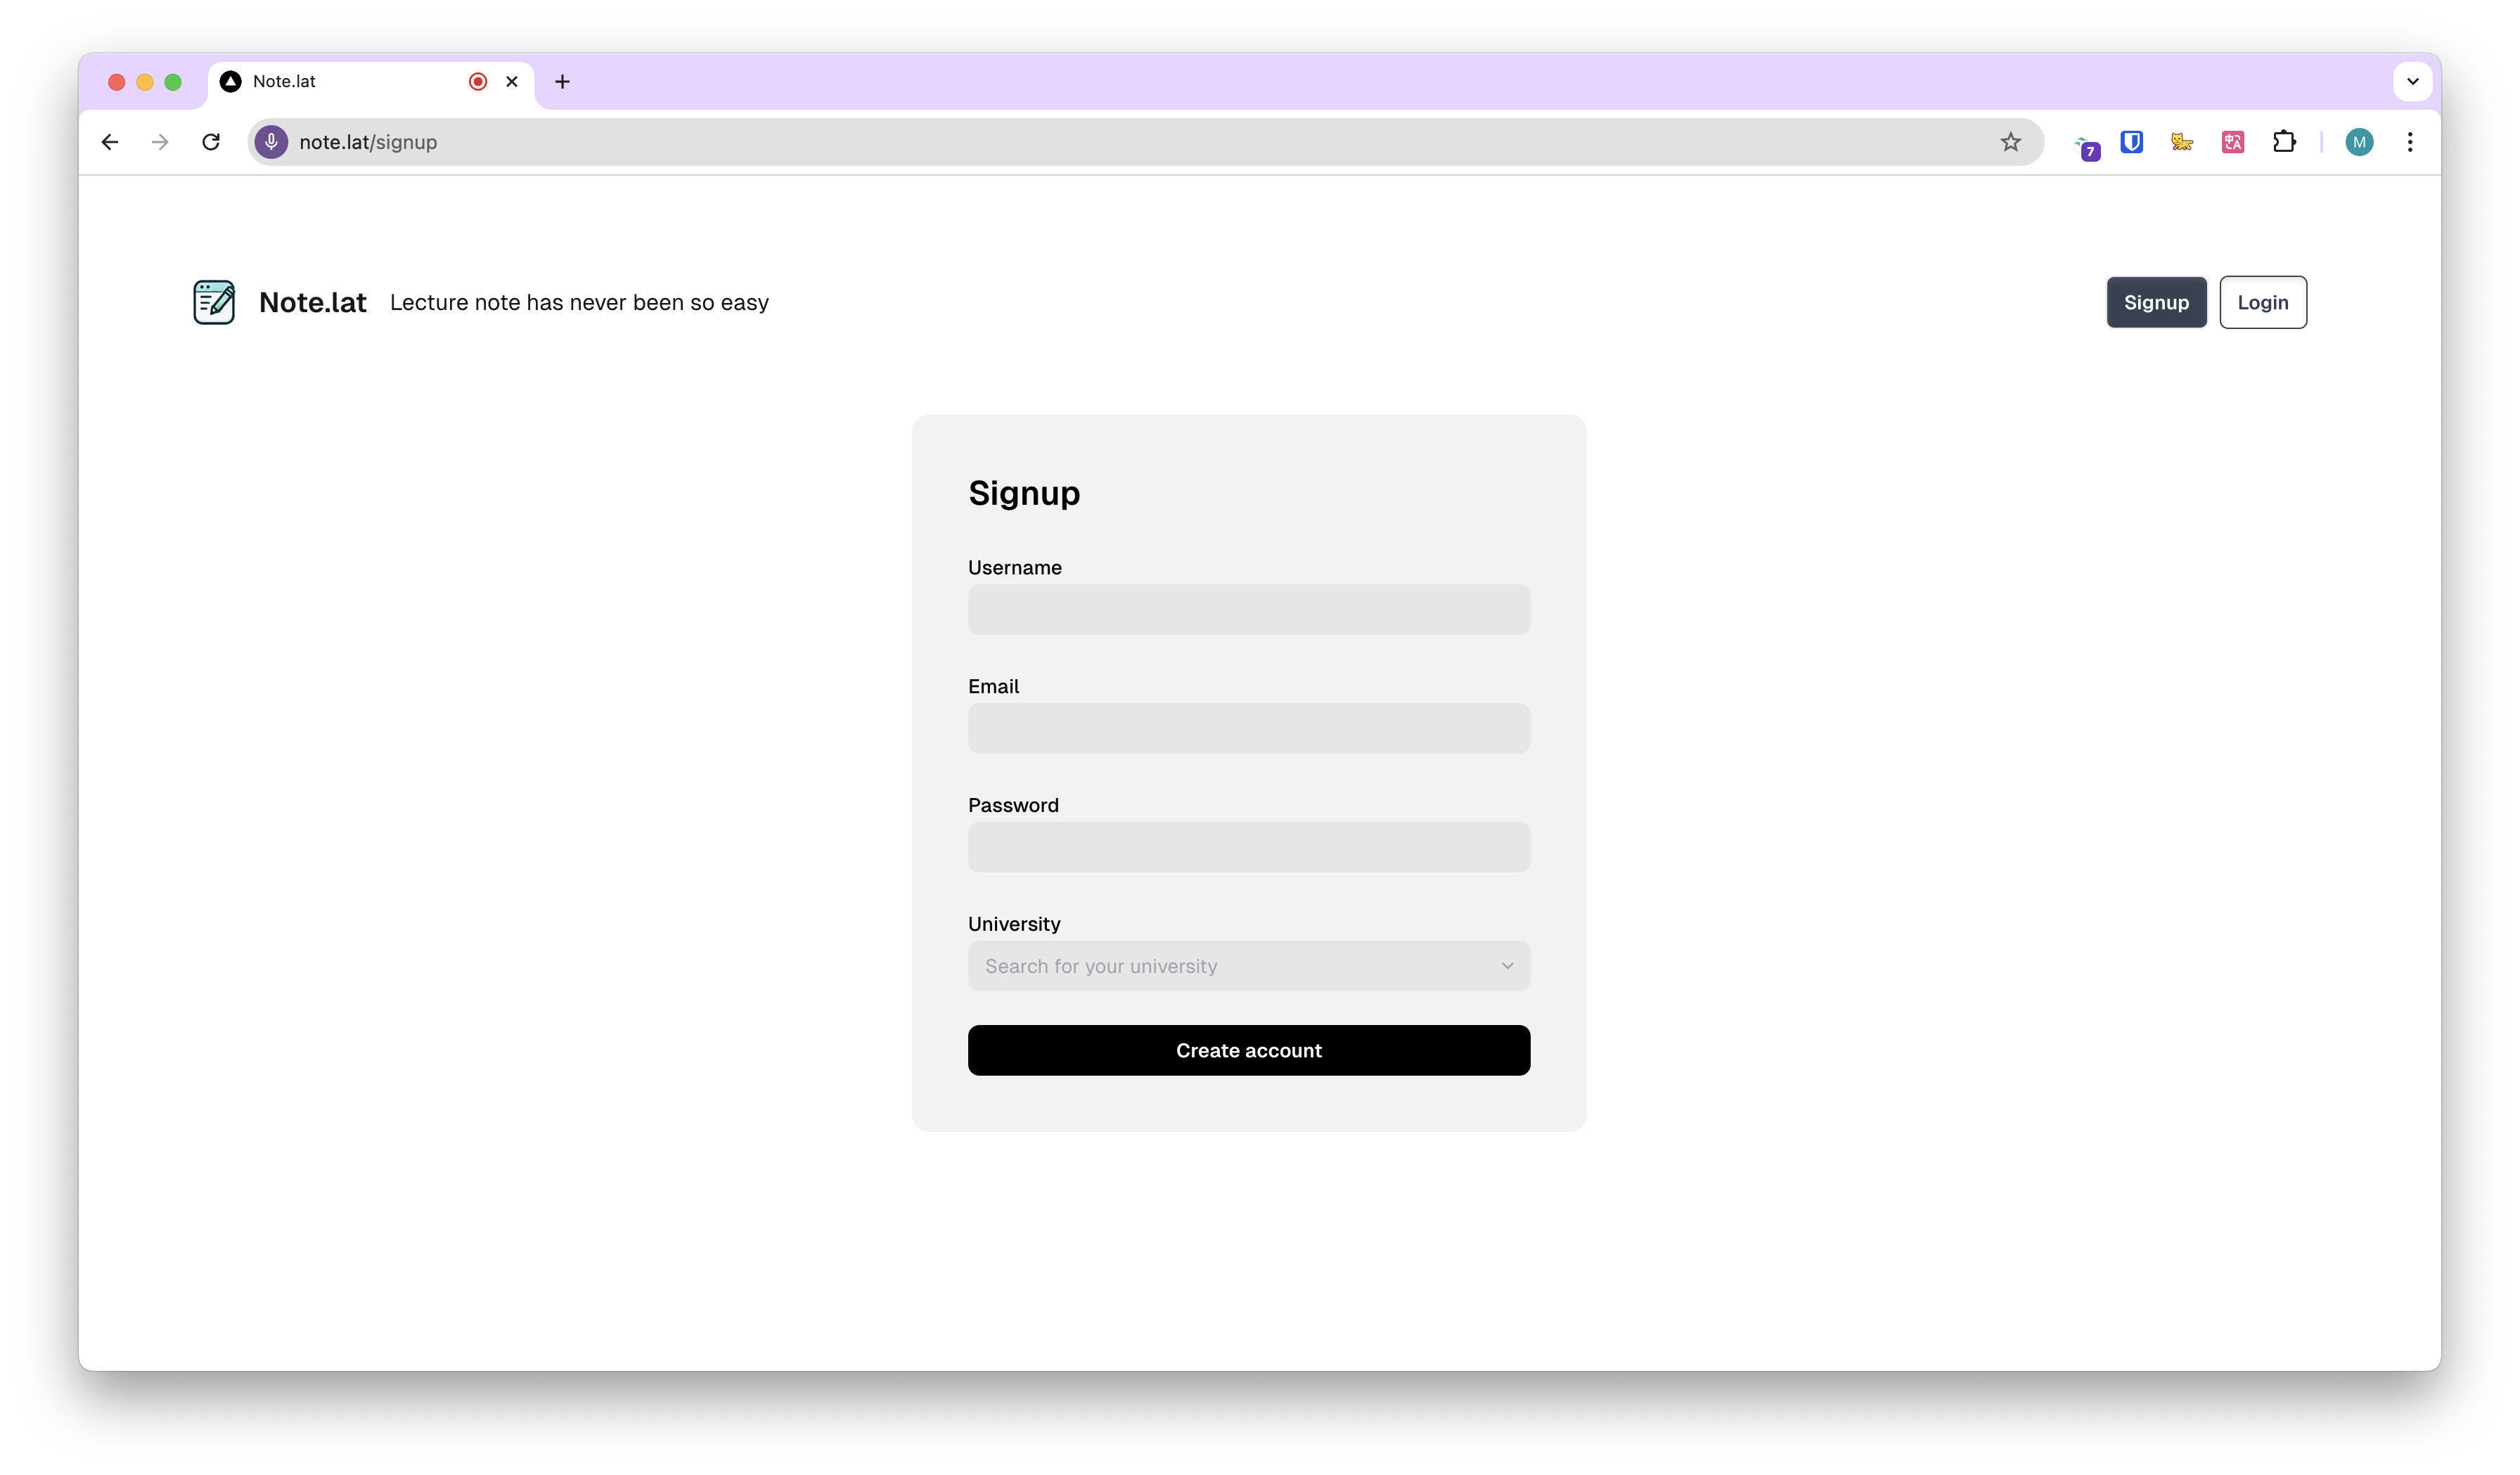 Note.lat
note.lat/signup
7
中 A
M
Note.lat Lecture note has never been so easy
Signup Login
Signup
Username
Email
Password
University
Search for your university
Create account